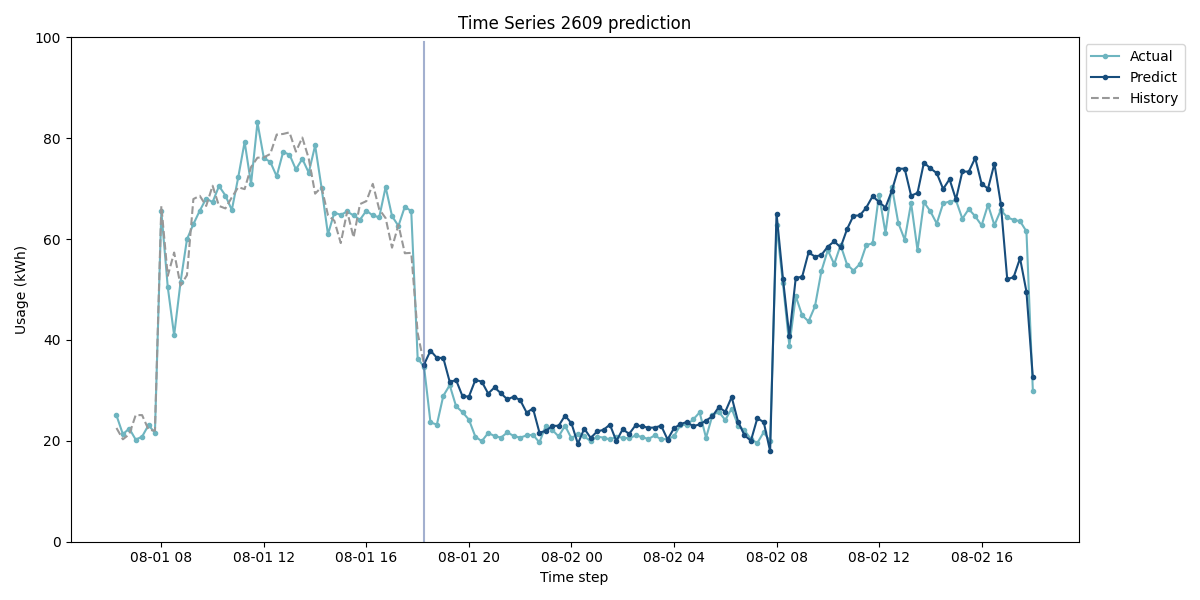 Time Series 2609 prediction
Usage (kWh)
100
80
60
40
20
0
08-01 08
08-01 12
08-01 16
08-01 20
08-02 00
08-02 04
08-02 08
08-02 12
08-02 16
Time step
Actual
Predict
History